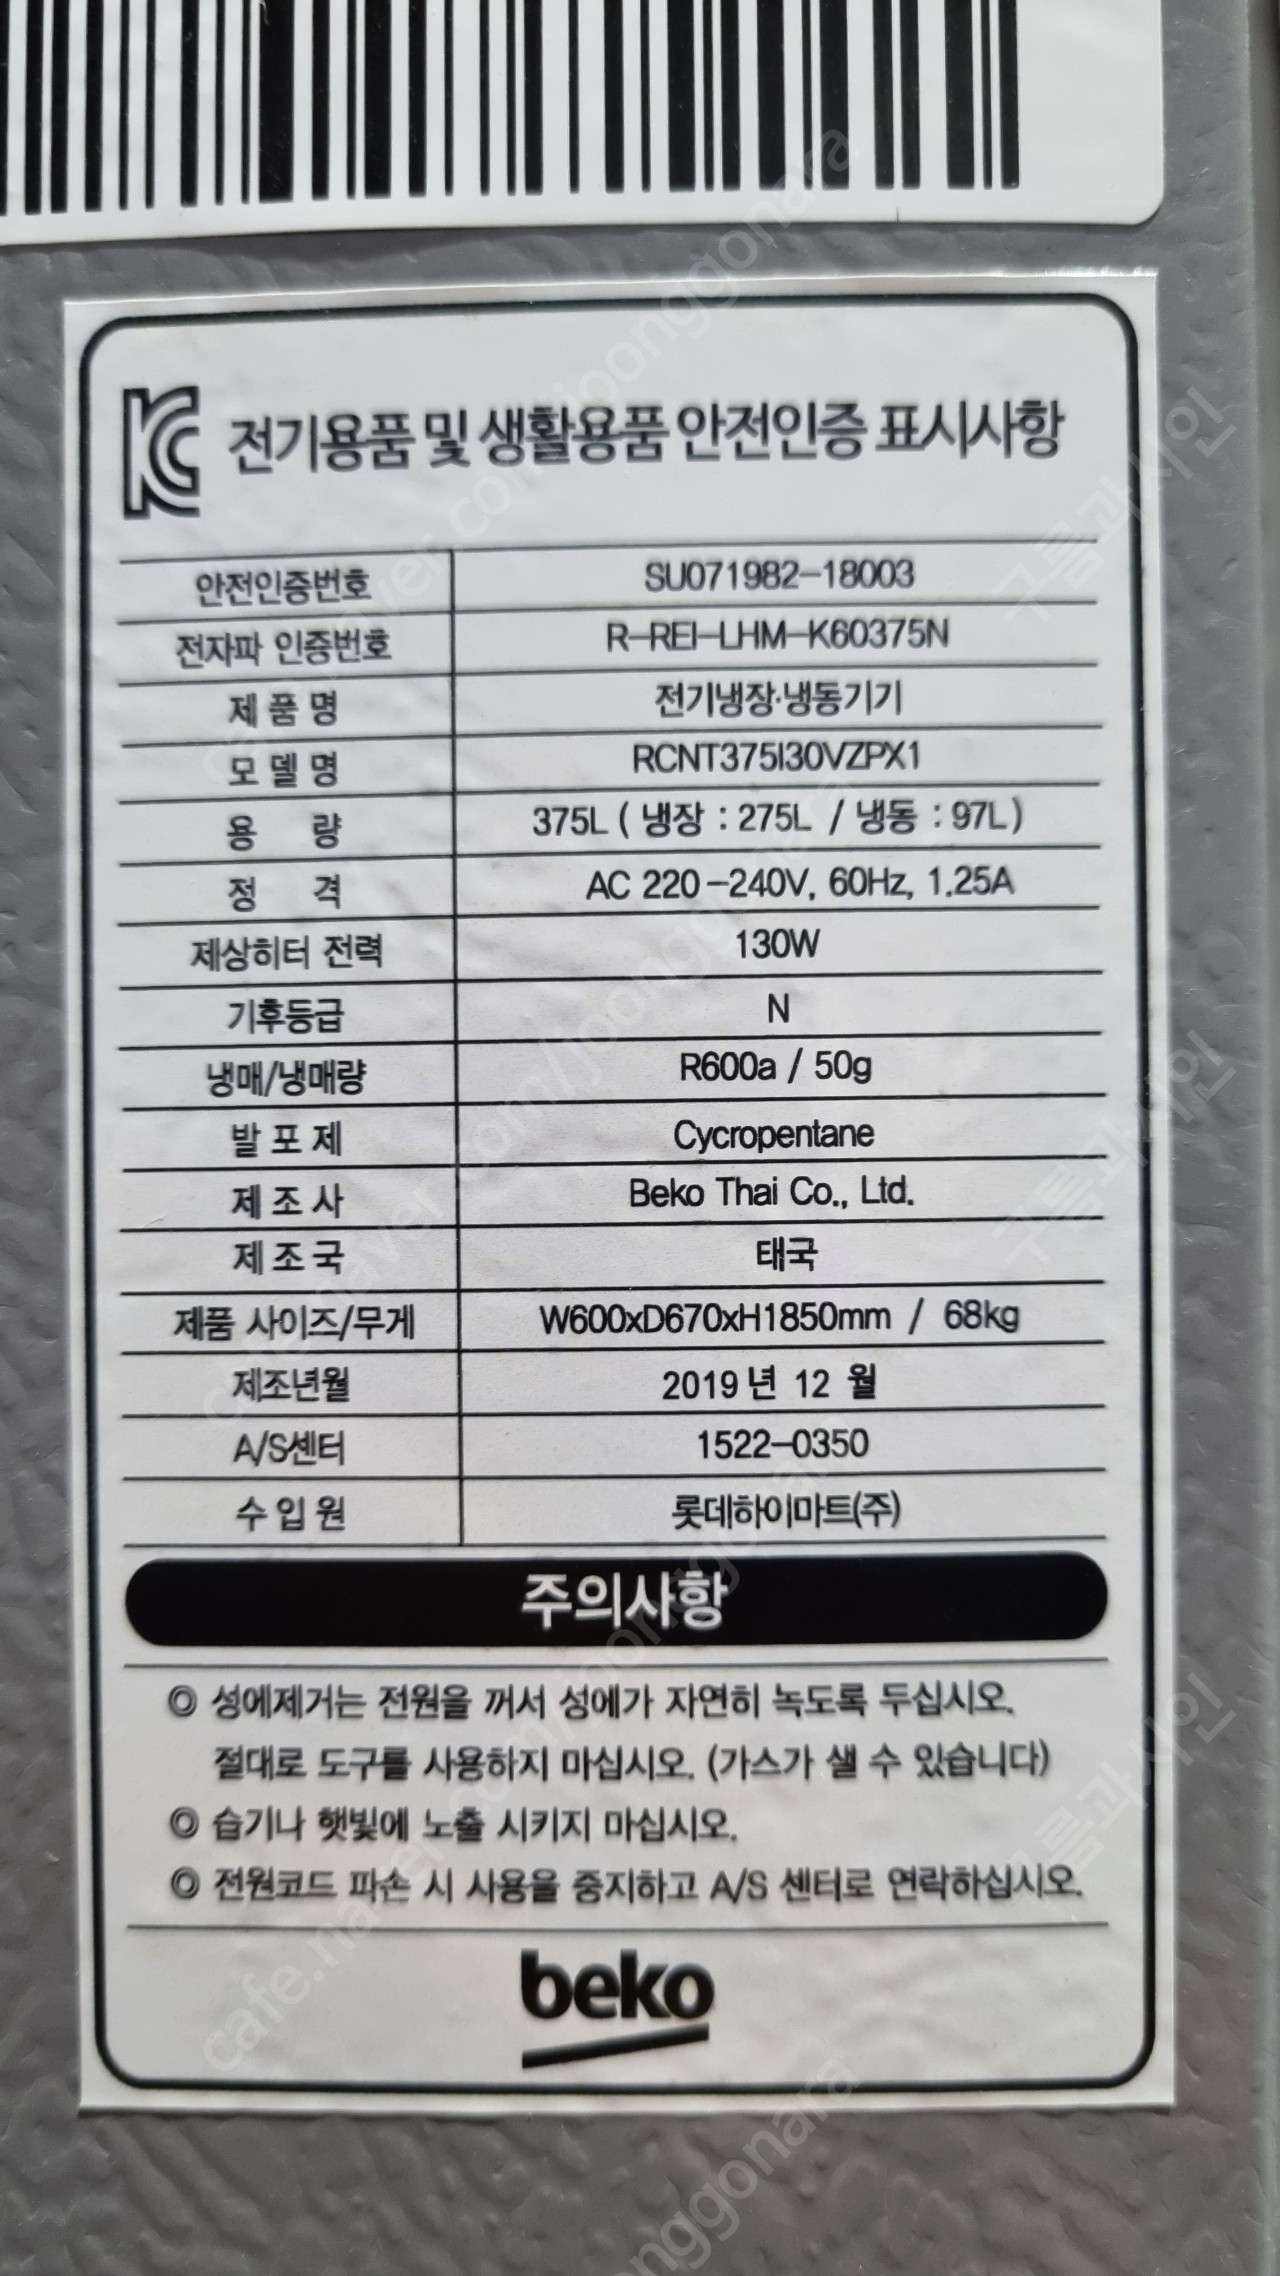 전기용품 및 생활용품 안전인증 표시사항
안전인증번호 SU071982-18003
전자파 인증번호 R-REI-LHM-K60375N
제 품 명 전기냉장·냉동기기
모 델 명 RCNT375I30VZPX1
용 량 375L ( 냉장 : 275L / 냉동 : 97L )
정 격 AC 220-240V, 60Hz, 1.25A
제상히터 전력 130W
기후등급 N
냉매/냉매량 R600a / 50g
발 포 제 Cycropentane
제 조 사 Beko Thai Co., Ltd.
제 조 국 태국
제품 사이즈/무게 W600xD670xH1850mm / 68kg
제조년월 2019 년 12 월
A/S센터 1522-0350
수 입 원 롯데하이마트(주)
주의사항
◎ 성에제거는 전원을 꺼서 성에가 자연히 녹도록 두십시오.
절대로 도구를 사용하지 마십시오. (가스가 샐 수 있습니다)
◎ 습기나 햇빛에 노출 시키지 마십시오.
◎ 전원코드 파손 시 사용을 중지하고 A/S 센터로 연락하십시오.
beko
cafe.naver.com/joonggonara
구름과사인